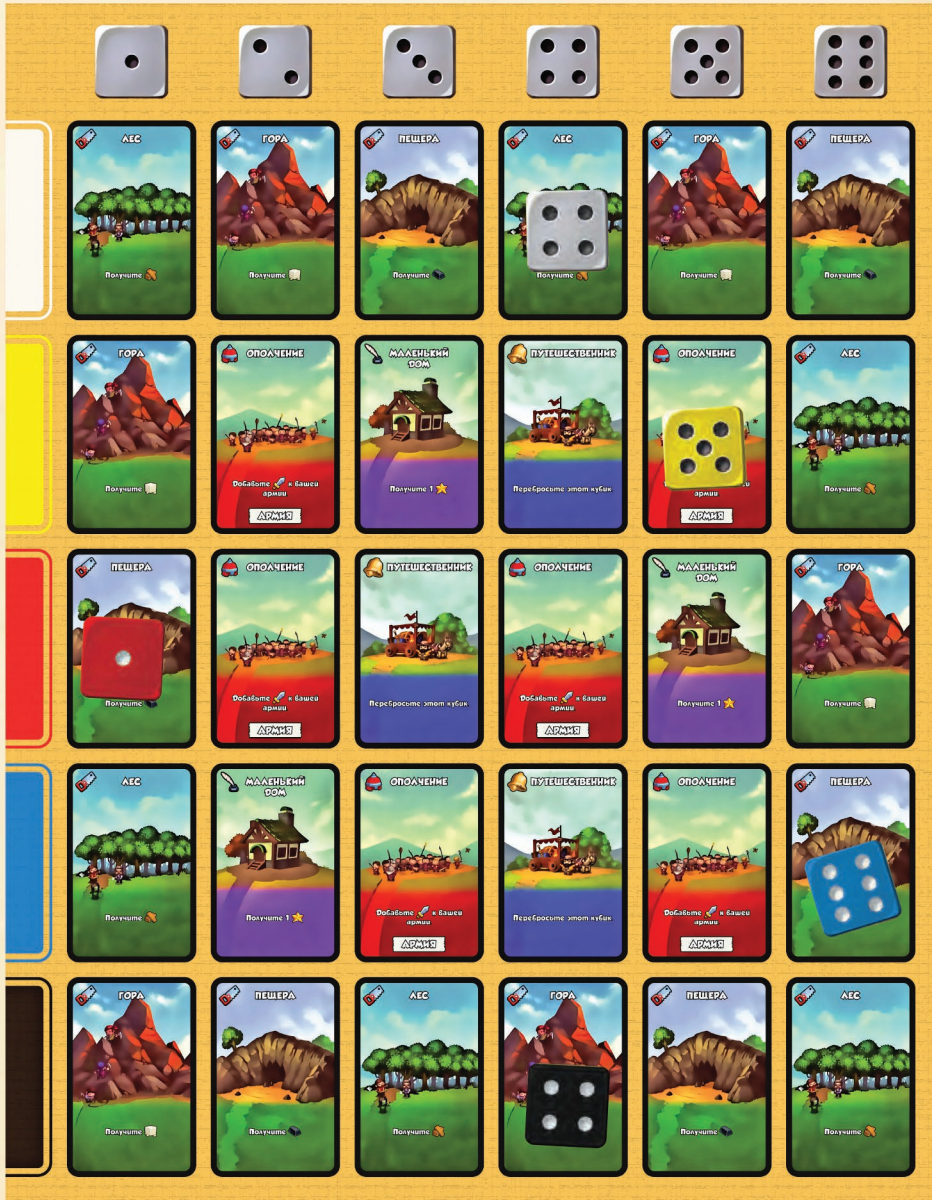 ЛЕС
Получите
ГОРА
Получите
ПЕЩЕРА
Получите
ЛЕС
Получите
ГОРА
Получите
ПЕЩЕРА
Получите
ГОРА
Получите
ОПОЛЧЕНИЕ
Добавьте к вашей
армии
АРМИЯ
МАЛЕНЬКИЙ
ДОМ
Получите 1
ПУТЕШЕСТВЕННИК
Перебросьте этот кубик
ОПОЛЧЕНИЕ
армии
АРМИЯ
ЛЕС
Получите
ПЕЩЕРА
Получите
ОПОЛЧЕНИЕ
Добавьте к вашей
армии
АРМИЯ
ПУТЕШЕСТВЕННИК
Перебросьте этот кубик
ОПОЛЧЕНИЕ
Добавьте к вашей
армии
АРМИЯ
МАЛЕНЬКИЙ
ДОМ
Получите 1
ГОРА
Получите
ЛЕС
Получите
МАЛЕНЬКИЙ
ДОМ
Получите 1
ОПОЛЧЕНИЕ
Добавьте к вашей
армии
АРМИЯ
ПУТЕШЕСТВЕННИК
Перебросьте этот кубик
ОПОЛЧЕНИЕ
Добавьте к вашей
армии
АРМИЯ
ПЕЩЕРА
ГОРА
Получите
ПЕЩЕРА
Получите
ЛЕС
Получите
ГОРА
ПЕЩЕРА
Получите
ЛЕС
Получите